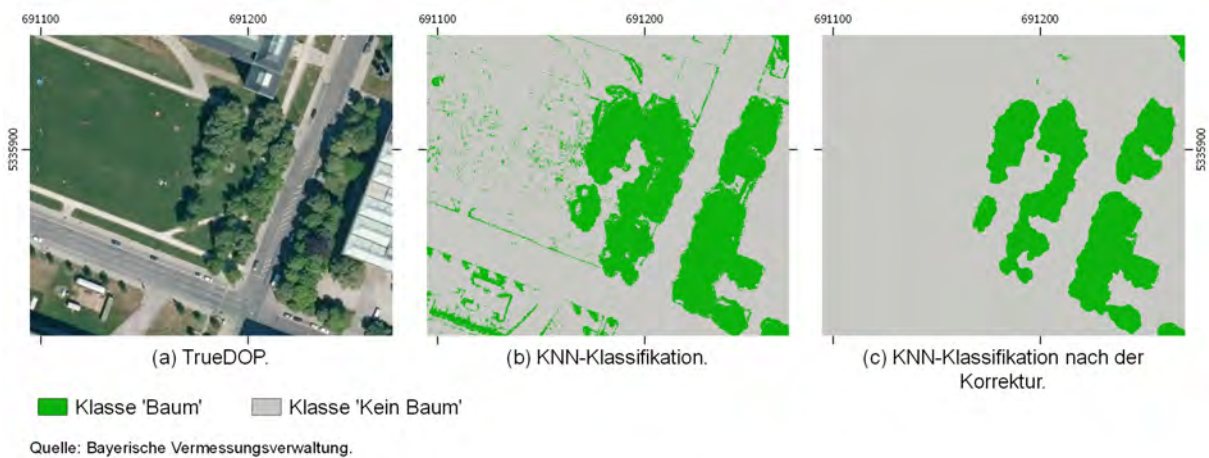 691100 691200 691100 691200 691100 691200
5335900 5335900
(a) TrueDOP. (b) KNN-Klassifikation. (c) KNN-Klassifikation nach der
Korrektur.
Klasse 'Baum' Klasse 'Kein Baum'
Quelle: Bayerische Vermessungsverwaltung.